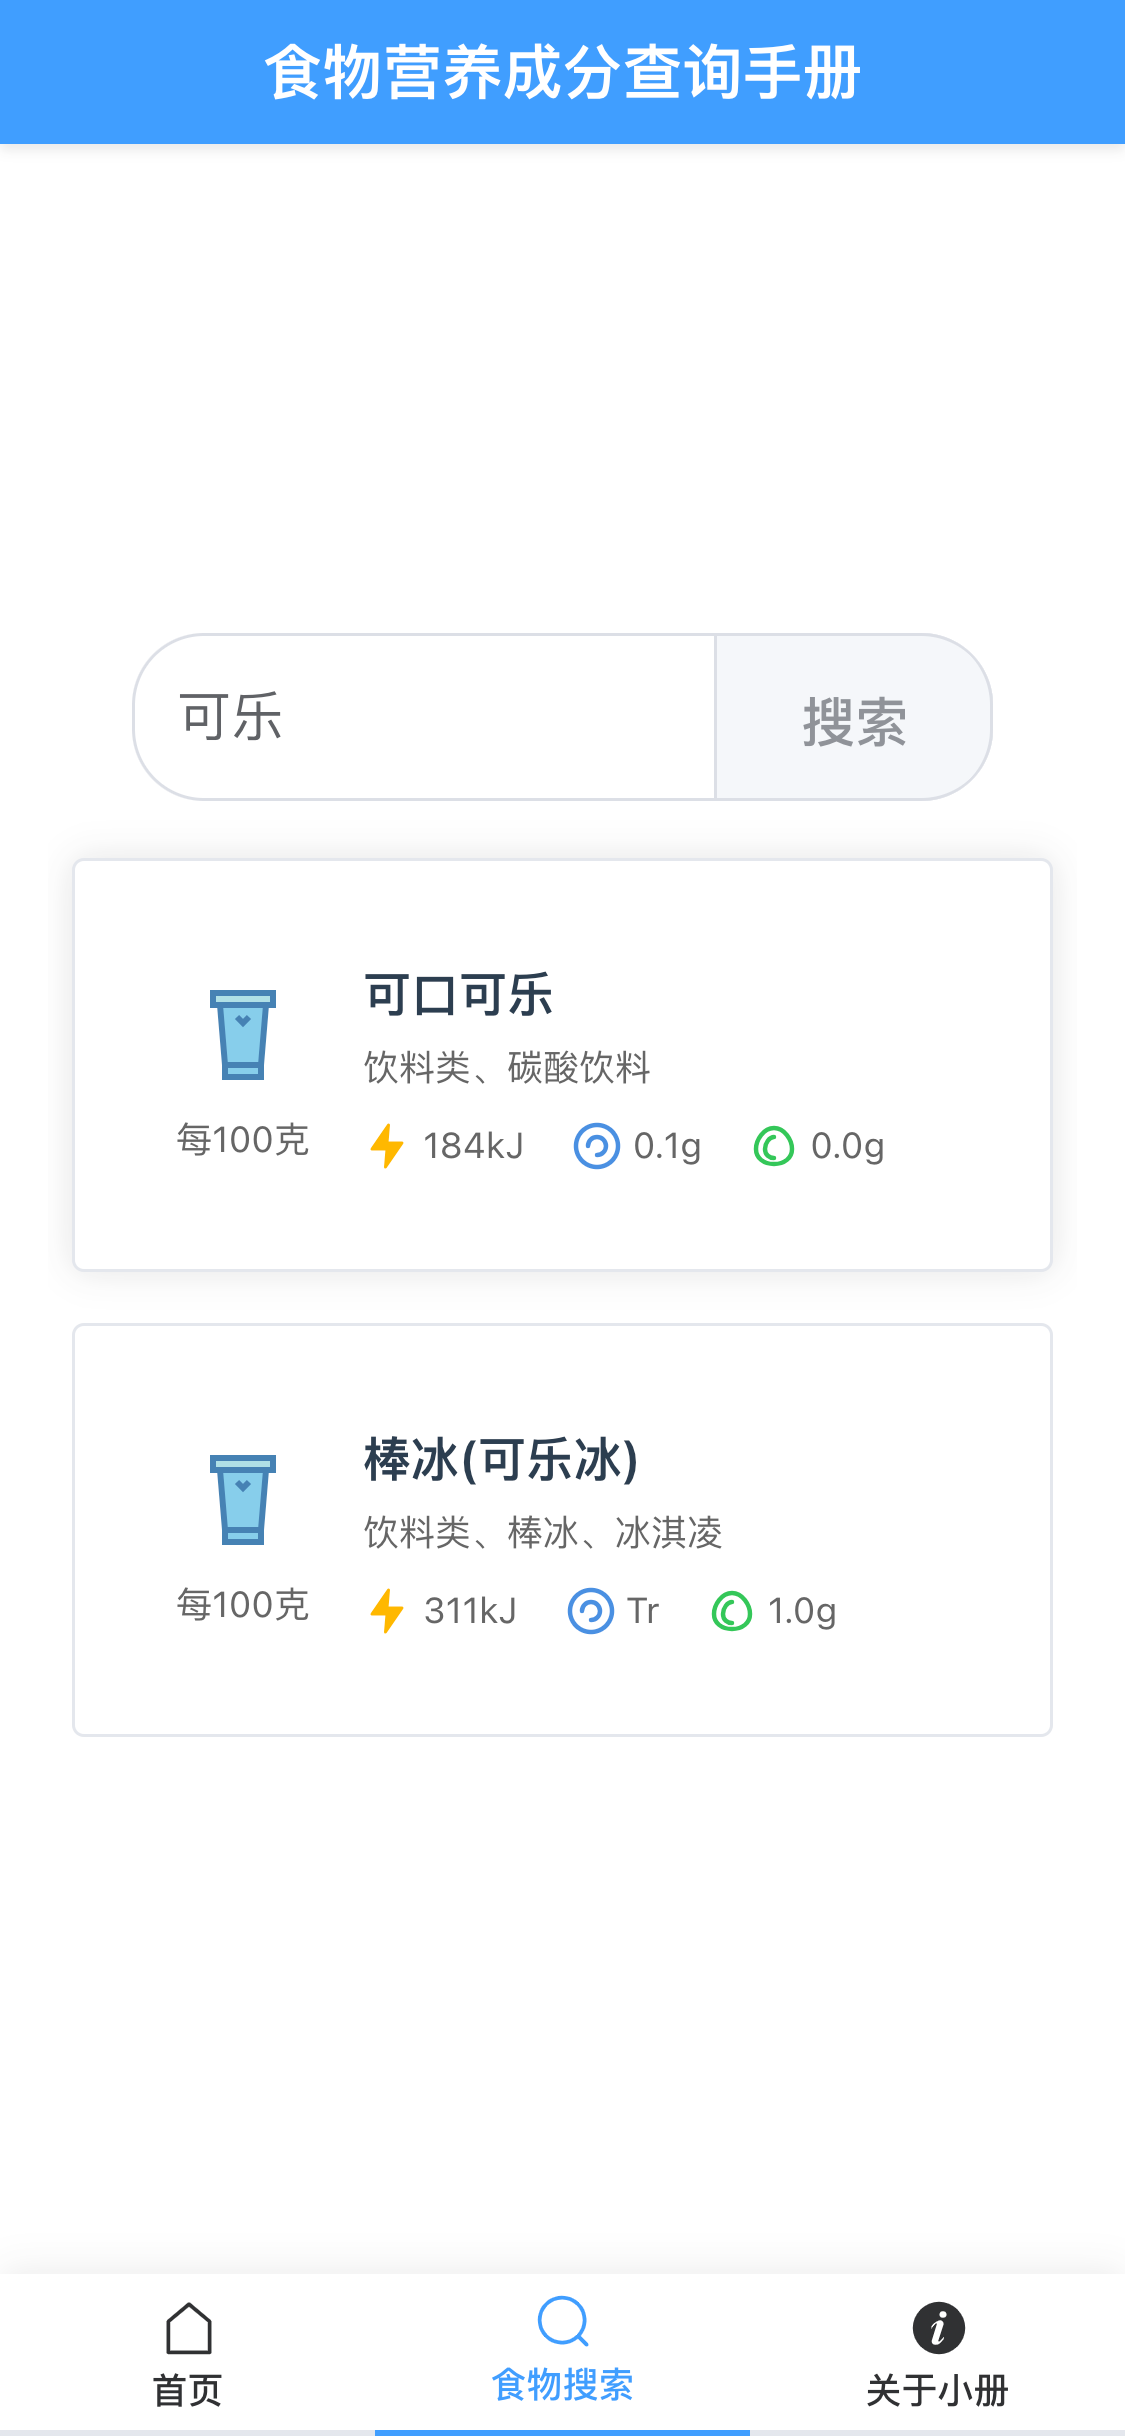 食物营养成分查询手册
可乐
搜索
可口可乐
饮料类、碳酸饮料
每100克
184kJ
0.1g
0.0g
棒冰(可乐冰)
饮料类、棒冰、冰淇凌
每100克
311kJ
Tr
1.0g
首页
食物搜索
关于小册